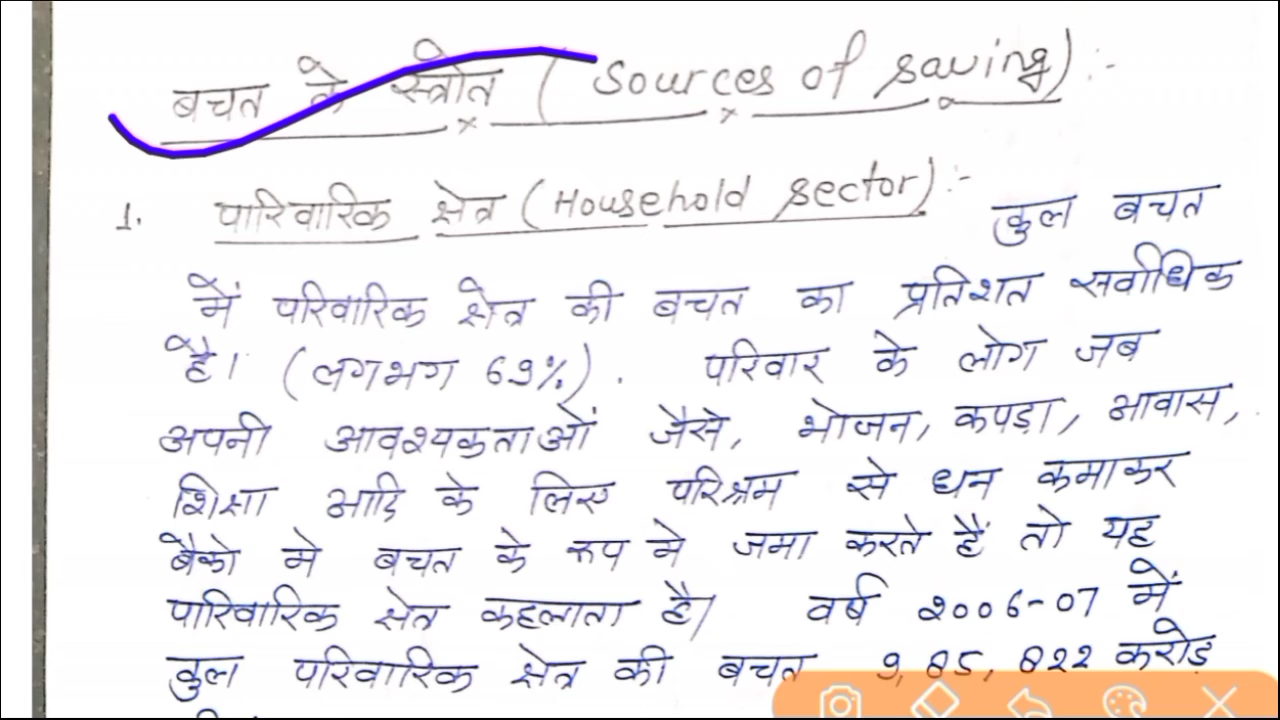 बचत के स्त्रोत ( Sources of saving) :-
1. पारिवारिक क्षेत्र ( Household sector) :- कुल बचत
में परिवारिक क्षेत्र की बचत का प्रतिशत सर्वाधिक
है। (लगभग 69%). परिवार के लोग जब
अपनी आवश्यकताओं जैसे, भोजन, कपड़ा, आवास,
शिक्षा आदि के लिए परिश्रम से धन कमाकर
बैंको मे बचत के रूप मे जमा करते हैं तो यह
पारिवारिक क्षेत्र कहलाता है। वर्ष 2006-07 में
कुल परिवारिक क्षेत्र की बचत 9,85,822 करोड़